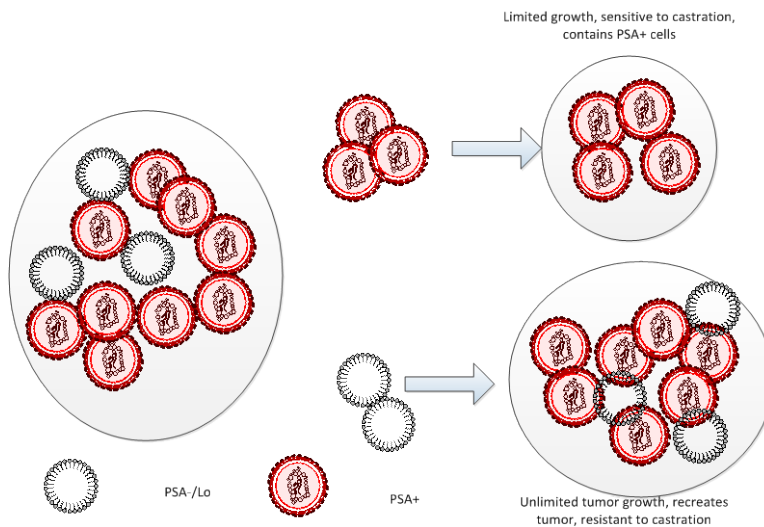 Limited growth, sensitive to castration,
contains PSA+ cells
PSA-/Lo
PSA+
Unlimited tumor growth, recreates
tumor, resistant to castration